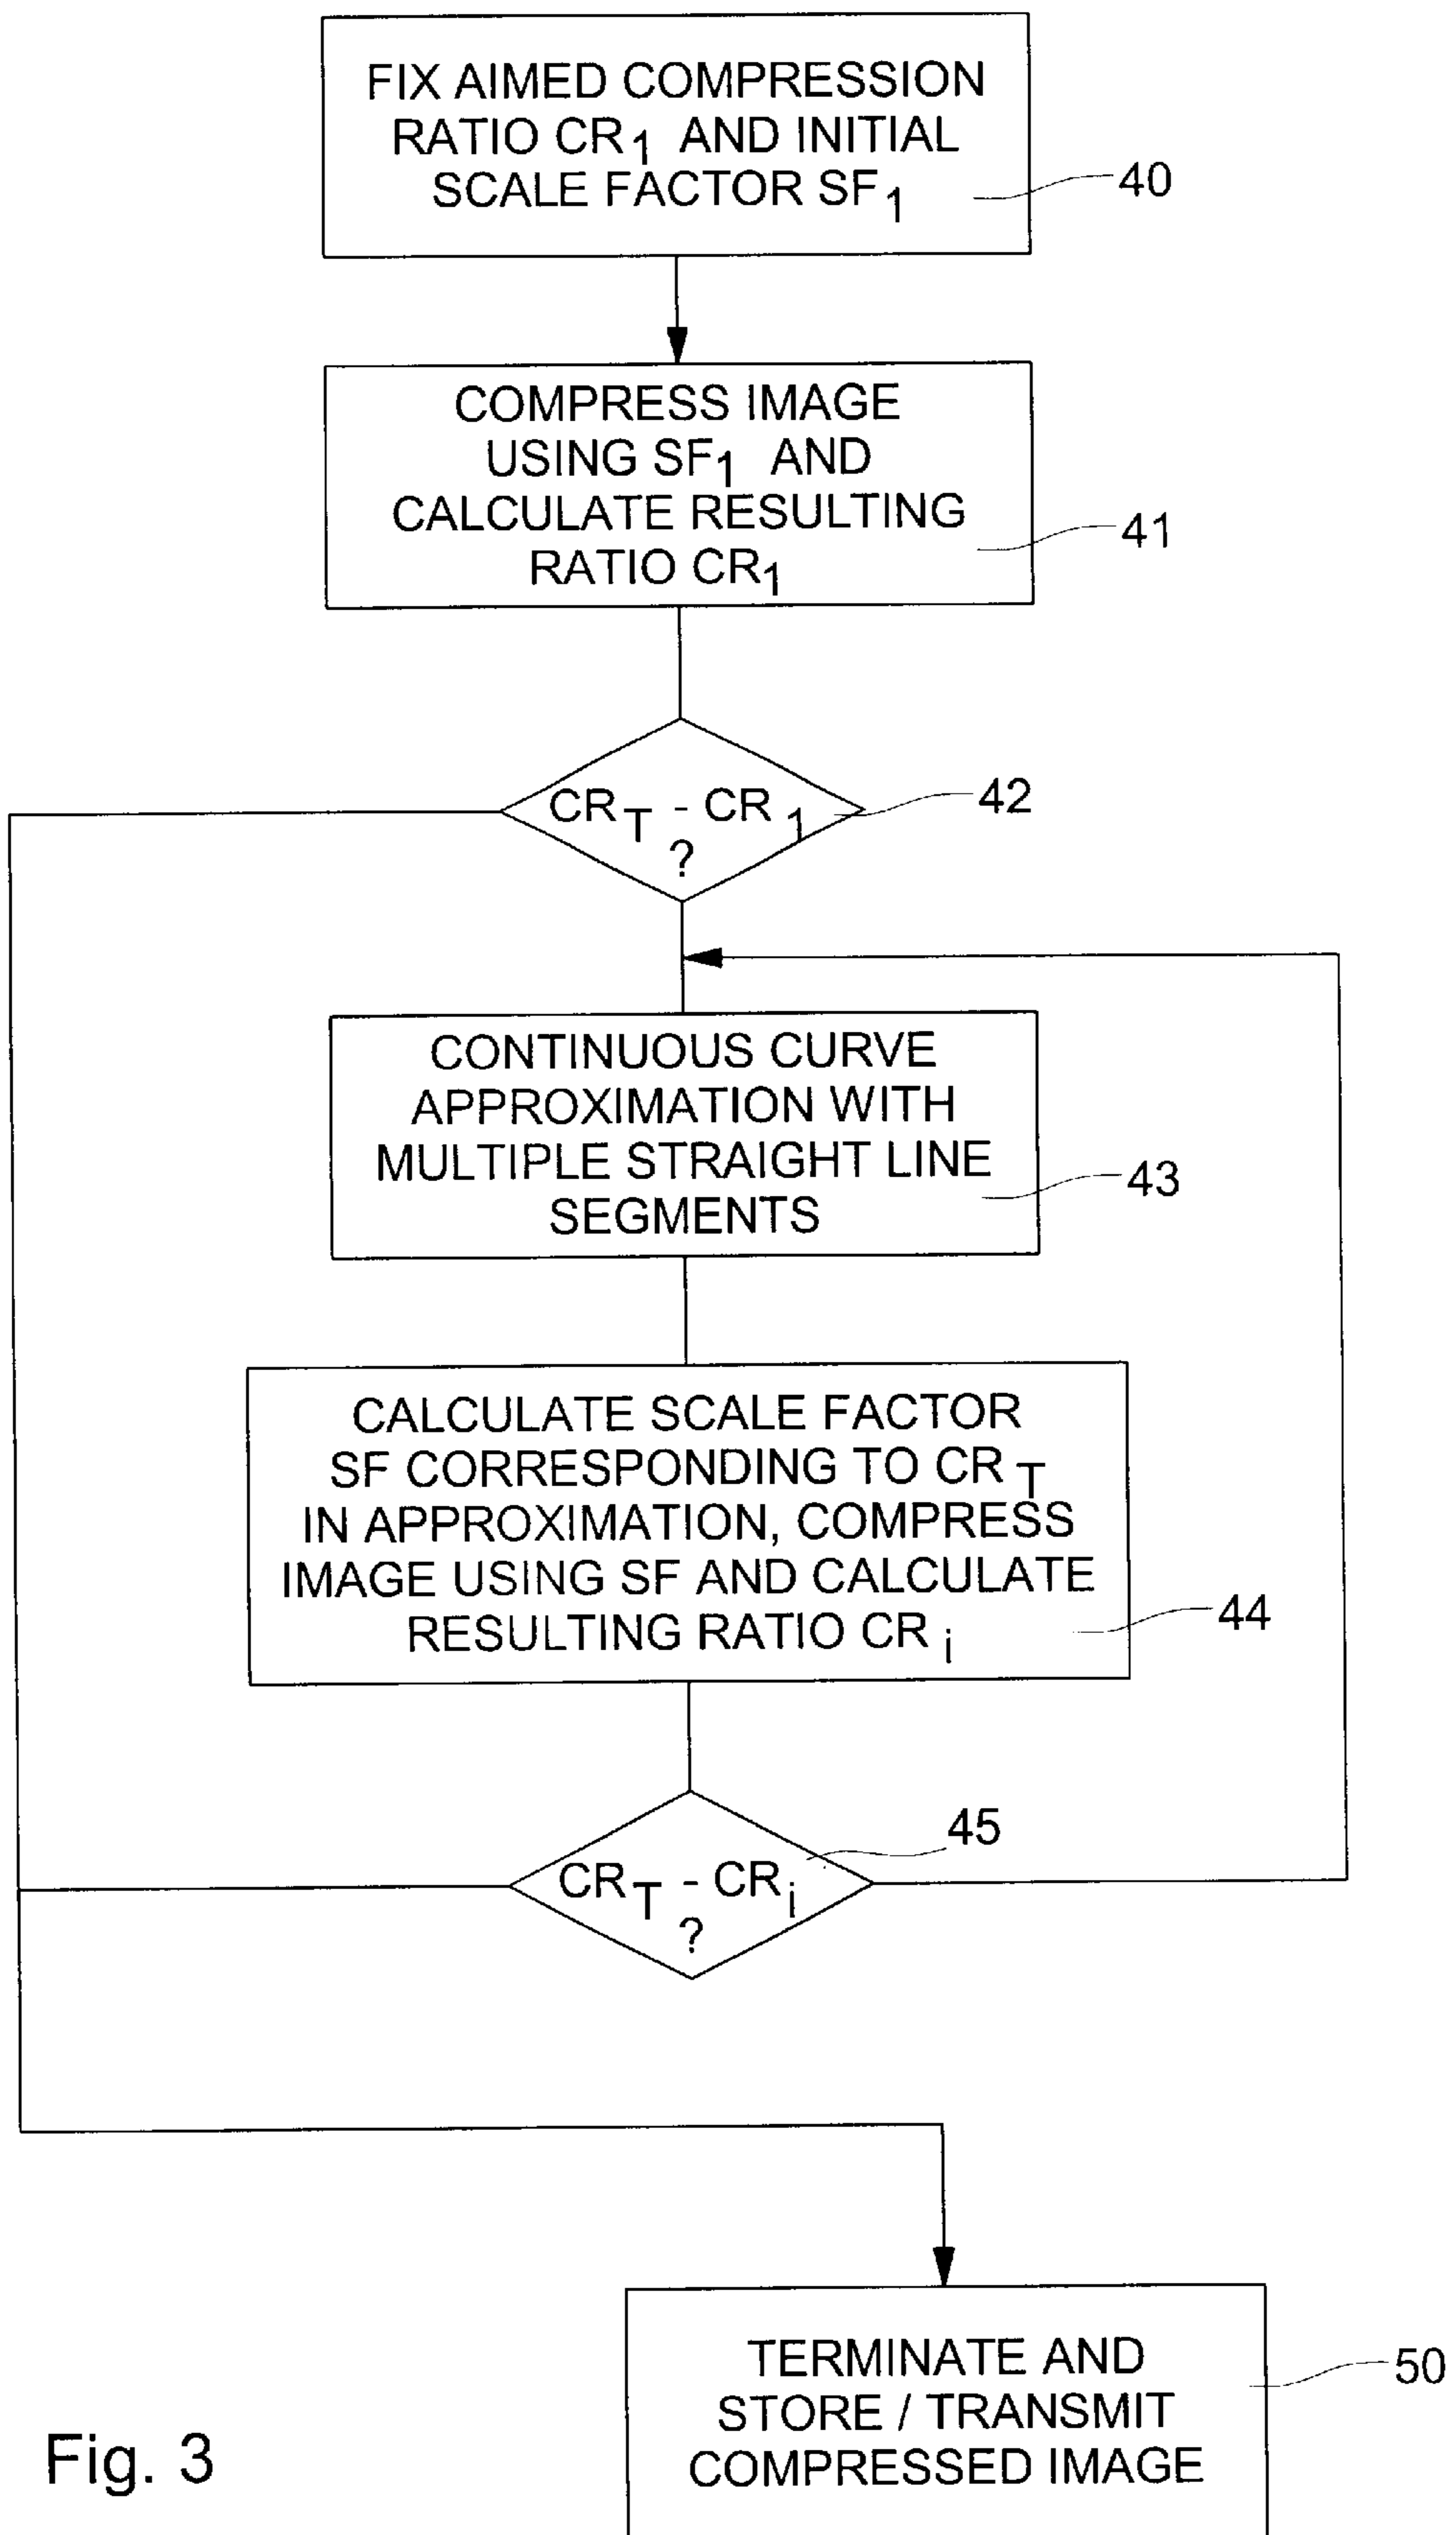 FIX AIMED COMPRESSION
RATIO CR1 AND INITIAL
SCALE FACTOR SF1
40
COMPRESS IMAGE
USING SF1 AND
CALCULATE RESULTING
RATIO CR1
41
CRT - CR1
?
42
CONTINUOUS CURVE
APPROXIMATION WITH
MULTIPLE STRAIGHT LINE
SEGMENTS
43
CALCULATE SCALE FACTOR
SF CORRESPONDING TO CRT
IN APPROXIMATION, COMPRESS
IMAGE USING SF AND CALCULATE
RESULTING RATIO CRi
44
45
CRT - CRi
?
TERMINATE AND
STORE / TRANSMIT
COMPRESSED IMAGE
50
Fig. 3